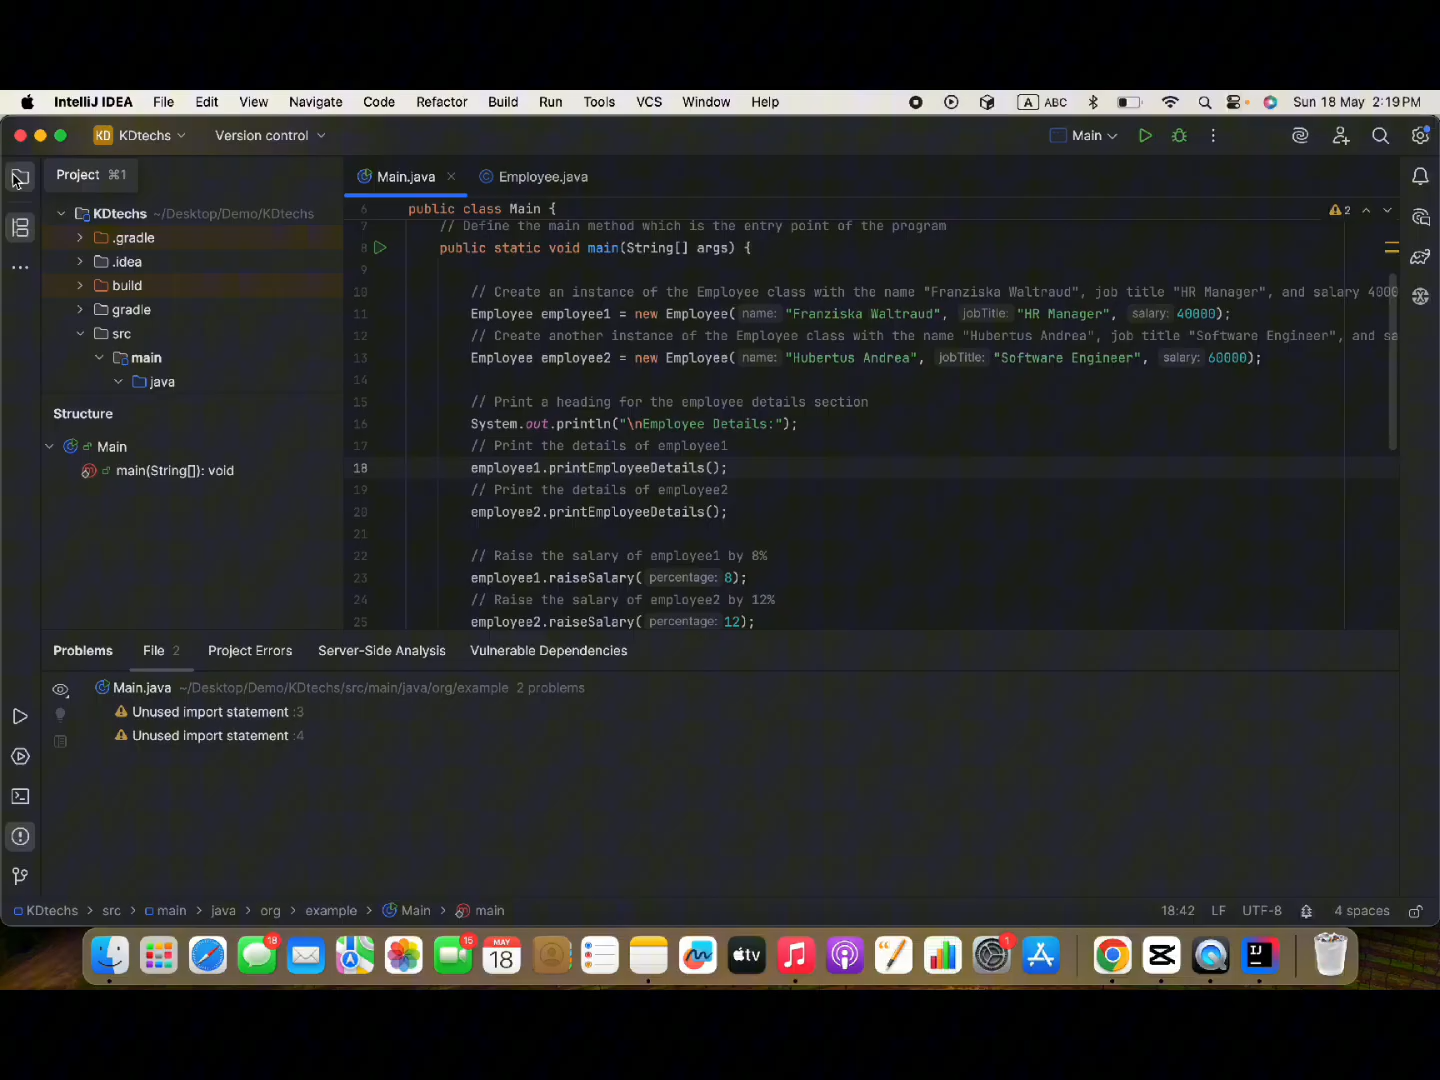 IntelliJ IDEA File Edit View Navigate Code Refactor Build Run Tools VCS Window Help A ABC Sun 18 May 2:19 PM
KD KDtechs Version control Main
Project ⌘1
Main.java Employee.java
KDtechs ~/Desktop/Demo/KDtechs
.gradle
.idea
build
gradle
src
main
java
Structure
Main
main(String[]): void
6 public class Main { 2
7 // Define the main method which is the entry point of the program
8 public static void main(String[] args) {
9
10 // Create an instance of the Employee class with the name "Franziska Waltraud", job title "HR Manager", and salary 4000
11 Employee employee1 = new Employee( name: "Franziska Waltraud", jobTitle: "HR Manager", salary: 40000);
12 // Create another instance of the Employee class with the name "Hubertus Andrea", job title "Software Engineer", and sa
13 Employee employee2 = new Employee( name: "Hubertus Andrea", jobTitle: "Software Engineer", salary: 60000);
14
15 // Print a heading for the employee details section
16 System.out.println("\nEmployee Details:");
17 // Print the details of employee1
18 employee1.printEmployeeDetails();
19 // Print the details of employee2
20 employee2.printEmployeeDetails();
21
22 // Raise the salary of employee1 by 8%
23 employee1.raiseSalary( percentage: 8);
24 // Raise the salary of employee2 by 12%
25 employee2.raiseSalary( percentage: 12);
Problems File 2 Project Errors Server-Side Analysis Vulnerable Dependencies
Main.java ~/Desktop/Demo/KDtechs/src/main/java/org/example 2 problems
Unused import statement :3
Unused import statement :4
KDtechs > src > main > java > org > example > Main > main 18:42 LF UTF-8 4 spaces
18 15 MAY 18 tv 1 IJ